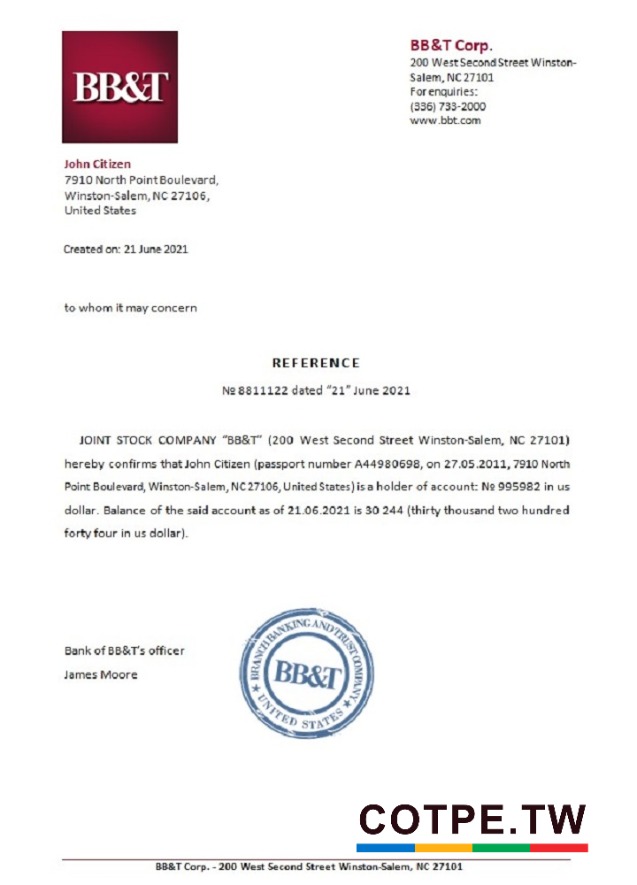 BB&T
BB&T Corp.
200 West Second Street Winston-
Salem, NC 27101
For enquiries:
(336) 733-2000
www.bbt.com
John Citizen
7910 North Point Boulevard,
Winston-Salem, NC 27106,
United States
Created on: 21 June 2021
to whom it may concern
REFERENCE
№ 8811122 dated “21” June 2021
JOINT STOCK COMPANY “BB&T” (200 West Second Street Winston-Salem, NC 27101)
hereby confirms that John Citizen (passport number A44980698, on 27.05.2011, 7910 North
Point Boulevard, Winston-Salem, NC 27106, United States) is a holder of account: № 995982 in us
dollar. Balance of the said account as of 21.06.2021 is 30 244 (thirty thousand two hundred
forty four in us dollar).
Bank of BB&T’s officer
James Moore
BRANCH BANKING AND TRUST COMPANY
BB&T
★ UNITED STATES ★
COTPE.TW
BB&T Corp. - 200 West Second Street Winston-Salem, NC 27101